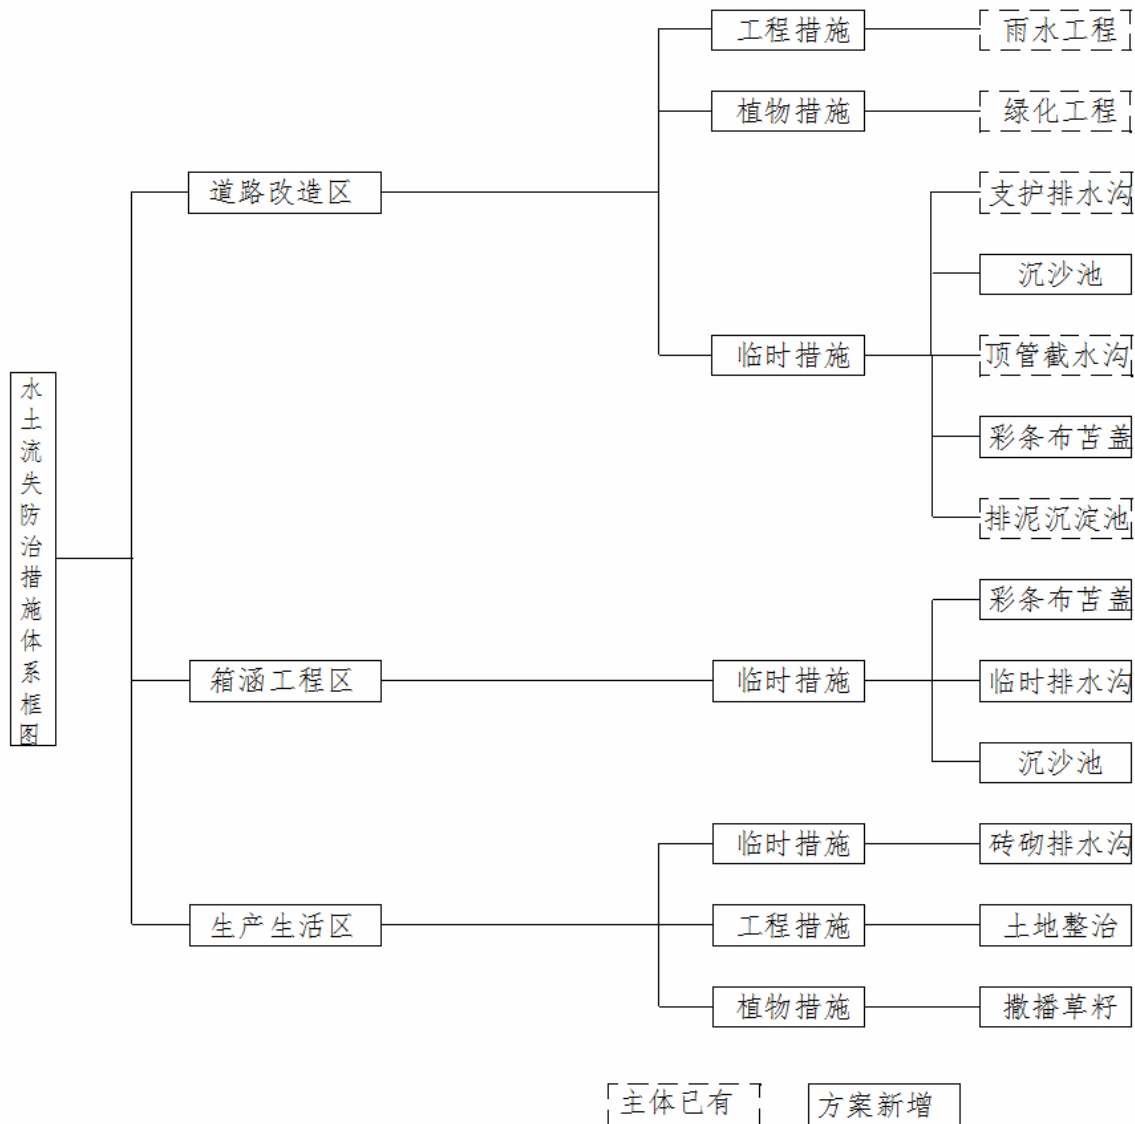 水土流失防治措施体系框图
道路改造区
工程措施
雨水工程
植物措施
绿化工程
临时措施
支护排水沟
沉沙池
顶管截水沟
彩条布苫盖
排泥沉淀池
箱涵工程区
临时措施
彩条布苫盖
临时排水沟
沉沙池
生产生活区
临时措施
砖砌排水沟
工程措施
土地整治
植物措施
撒播草籽
主体已有
方案新增